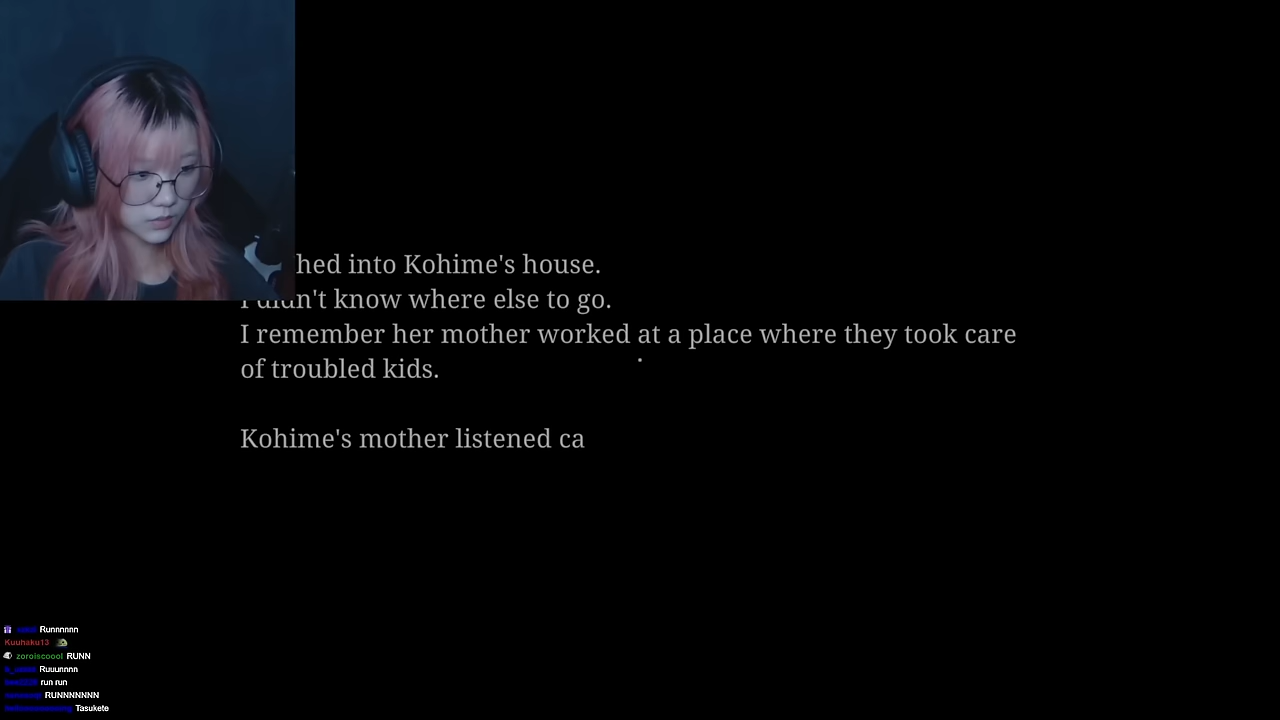 hed into Kohime's house.
I didn't know where else to go.
I remember her mother worked at a place where they took care
of troubled kids.
Kohime's mother listened ca
Runnnnnn
Kuuhaku13
zoroiscoool RUNN
Ruuunnnn
run run
RUNNNNNNN
Tasukete